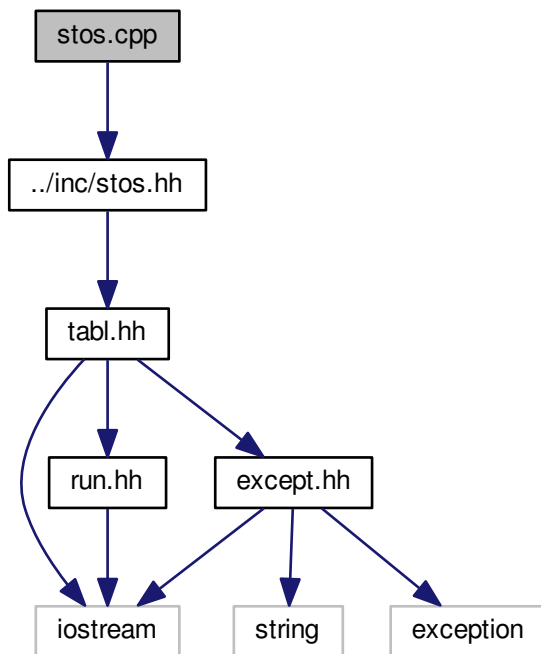 stos.cpp
../inc/stos.hh
tabl.hh
run.hh
except.hh
iostream
string
exception